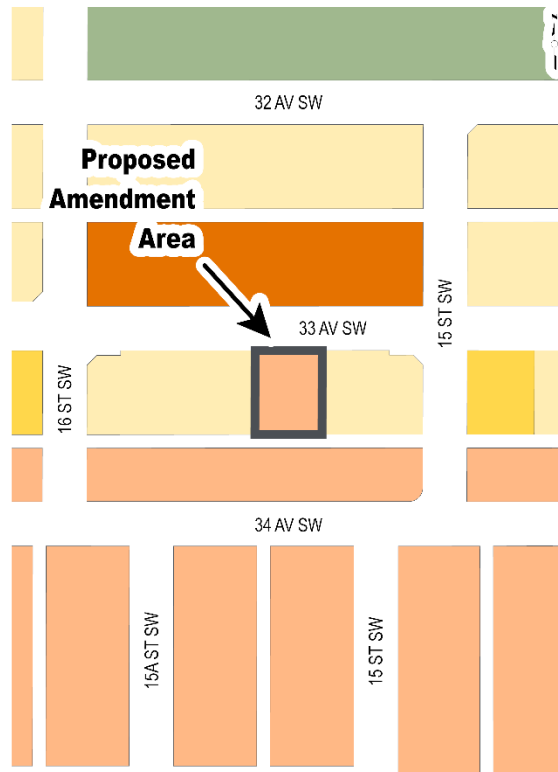 32 AV SW
Proposed
Amendment
Area
33 AV SW
15 ST SW
16 ST SW
34 AV SW
15A ST SW
15 ST SW